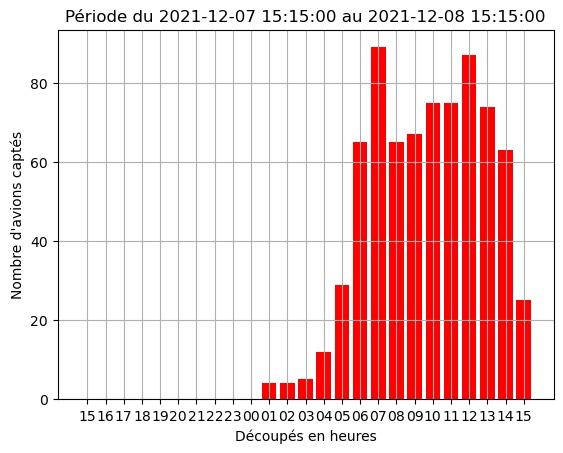 Période du 2021-12-07 15:15:00 au 2021-12-08 15:15:00
Nombre d'avions captés
80
60
40
20
0
15 16 17 18 19 20 21 22 23 00 01 02 03 04 05 06 07 08 09 10 11 12 13 14 15
Découpés en heures